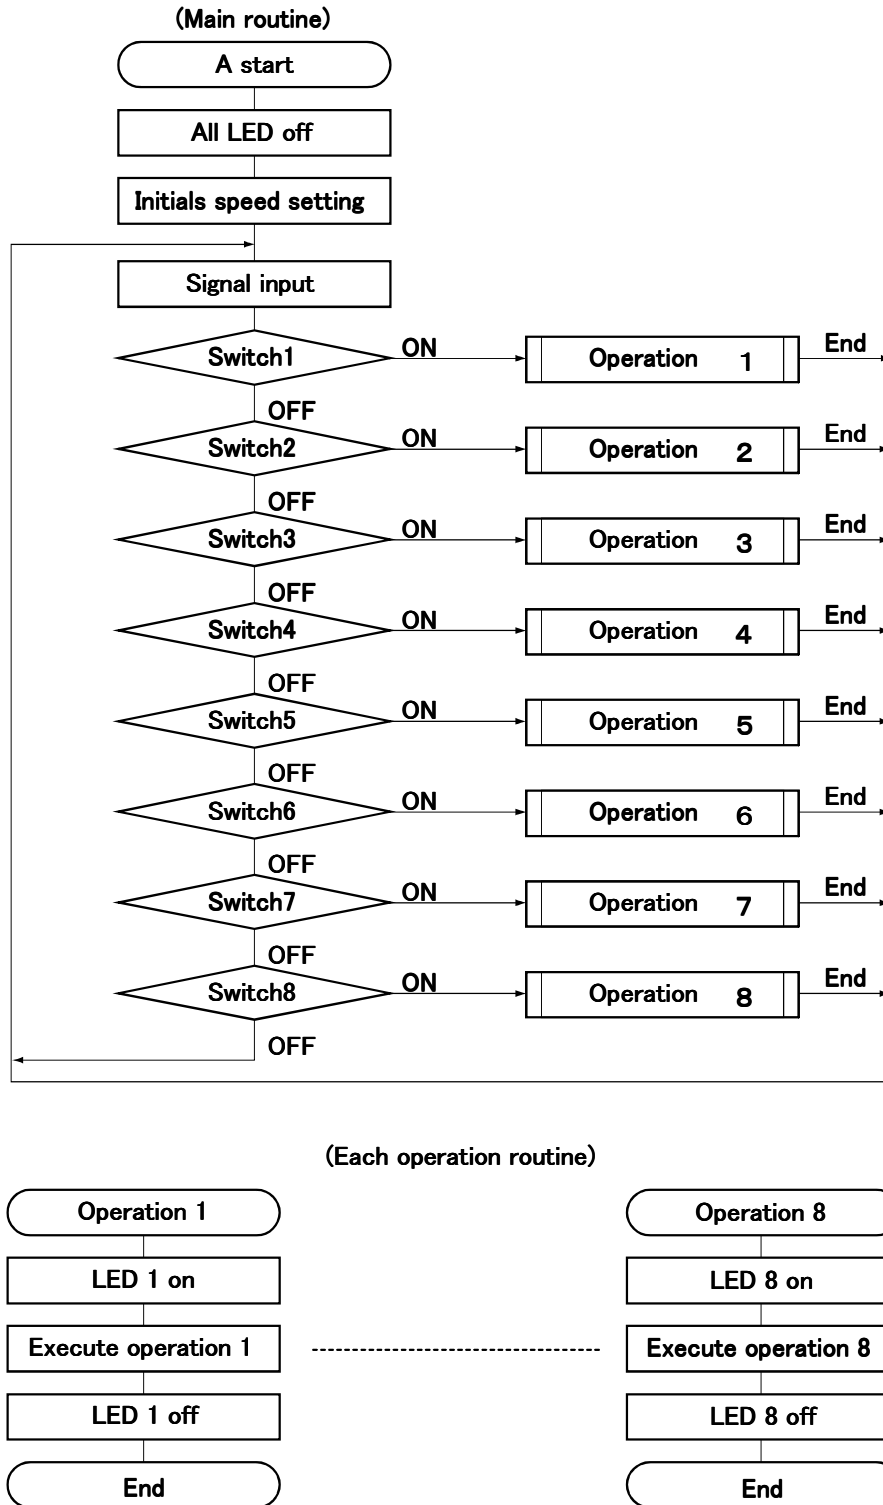 (Main routine)
A start
All LED off
Initials speed setting
Signal input
Switch1 ON Operation 1 End
OFF
Switch2 ON Operation 2 End
OFF
Switch3 ON Operation 3 End
OFF
Switch4 ON Operation 4 End
OFF
Switch5 ON Operation 5 End
OFF
Switch6 ON Operation 6 End
OFF
Switch7 ON Operation 7 End
OFF
Switch8 ON Operation 8 End
OFF
(Each operation routine)
Operation 1 Operation 8
LED 1 on LED 8 on
Execute operation 1 Execute operation 8
LED 1 off LED 8 off
End End